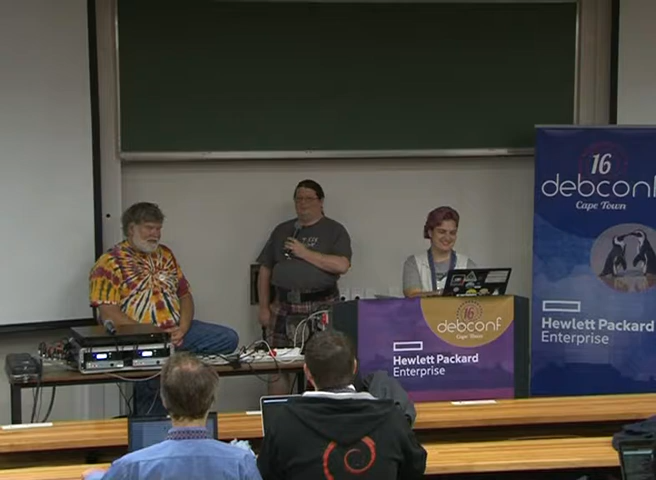 16
debconf
Cape Town
Hewlett Packard
Enterprise
16
debconf
Cape Town
Hewlett Packard
Enterprise